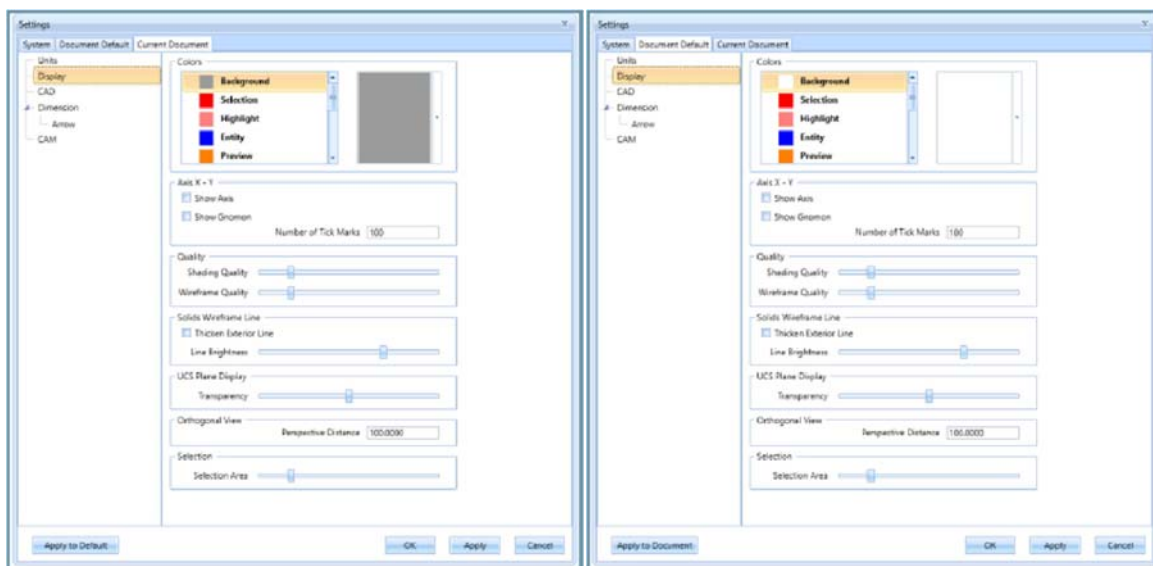 Settings
System Document Default Current Document
Units
Display
CAD
Dimension
Arrow
CAM
Colors
Background
Selection
Highlight
Entity
Preview
Axis X - Y
Show Axis
Show Gnomon
Number of Tick Marks 100
Quality
Shading Quality
Wireframe Quality
Solids Wireframe Line
Thicken Exterior Line
Line Brightness
UCS Plane Display
Transparency
Orthogonal View
Perspective Distance 100.0000
Selection
Selection Area
Apply to Default OK Apply Cancel
Settings
System Document Default Current Document
Units
Display
CAD
Dimension
Arrow
CAM
Colors
Background
Selection
Highlight
Entity
Preview
Axis X - Y
Show Axis
Show Gnomon
Number of Tick Marks 100
Quality
Shading Quality
Wireframe Quality
Solids Wireframe Line
Thicken Exterior Line
Line Brightness
UCS Plane Display
Transparency
Orthogonal View
Perspective Distance 100.0000
Selection
Selection Area
Apply to Document OK Apply Cancel